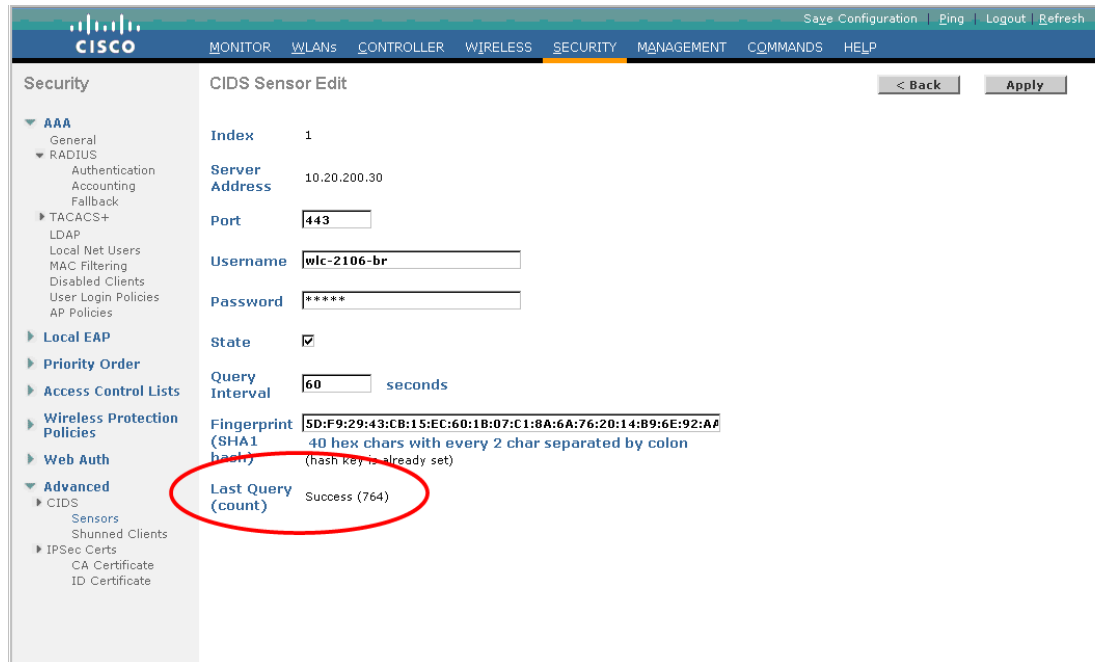 Save Configuration | Ping | Logout | Refresh
CISCO
MONITOR WLANs CONTROLLER WIRELESS SECURITY MANAGEMENT COMMANDS HELP
Security
AAA
General
RADIUS
Authentication
Accounting
Fallback
TACACS+
LDAP
Local Net Users
MAC Filtering
Disabled Clients
User Login Policies
AP Policies
Local EAP
Priority Order
Access Control Lists
Wireless Protection
Policies
Web Auth
Advanced
CIDS
Sensors
Shunned Clients
IPSec Certs
CA Certificate
ID Certificate
CIDS Sensor Edit
< Back
Apply
Index 1
Server
Address 10.20.200.30
Port 443
Username wlc-2106-br
Password *****
State
Query
Interval 60 seconds
Fingerprint
(SHA1
hash)
5D:F9:29:43:CB:15:EC:60:1B:07:C1:8A:6A:76:20:14:B9:6E:92:AA
40 hex chars with every 2 char separated by colon
(hash key is already set)
Last Query
(count) Success (764)